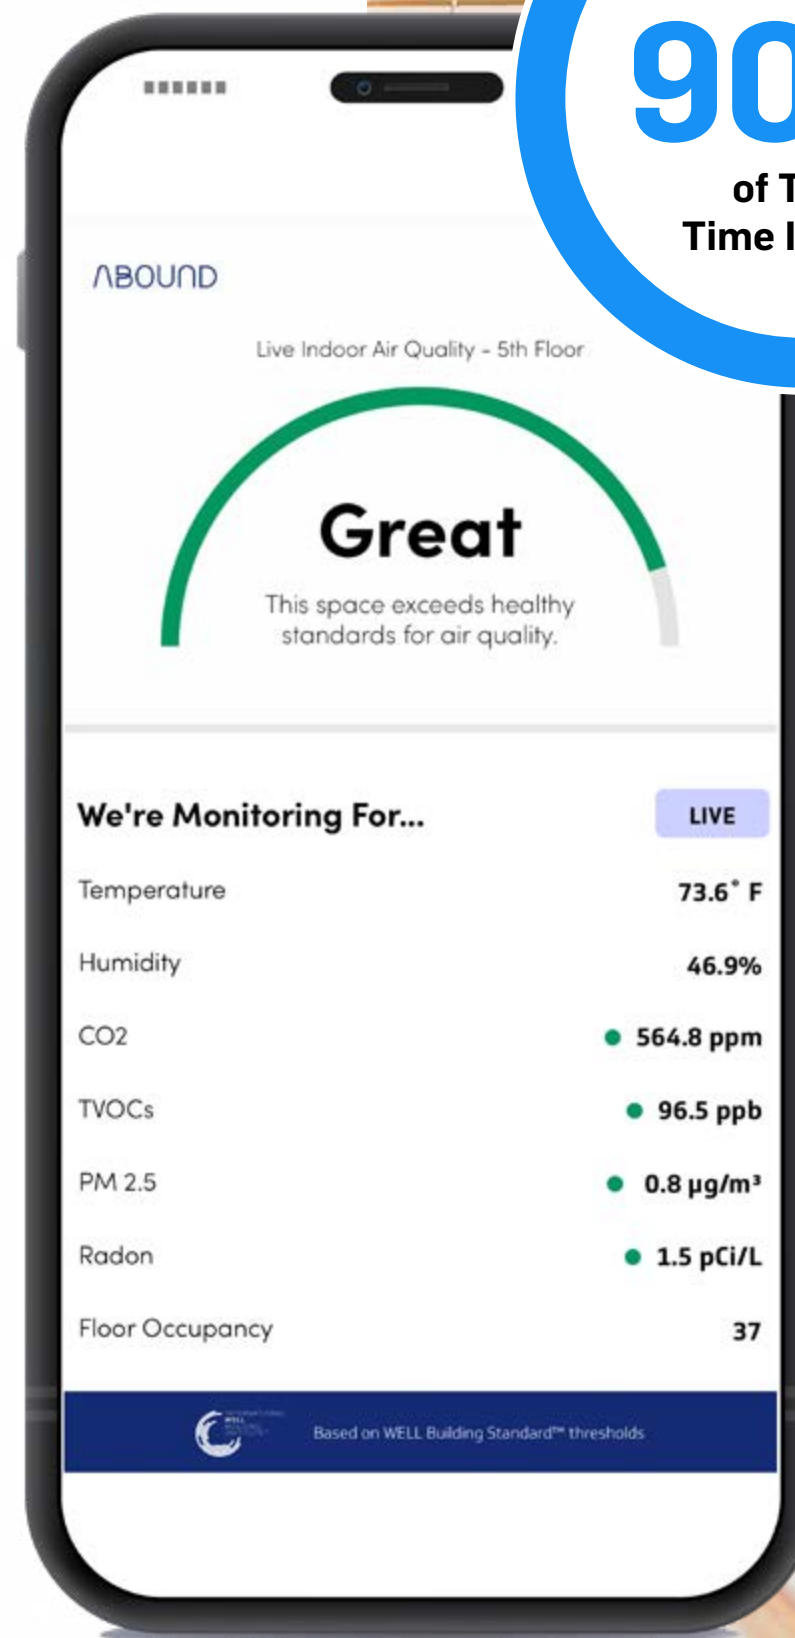 90
of T
Time I
ABOUND
Live Indoor Air Quality - 5th Floor
Great
This space exceeds healthy
standards for air quality.
We're Monitoring For...
LIVE
Temperature 73.6° F
Humidity 46.9%
CO2 564.8 ppm
TVOCs 96.5 ppb
PM 2.5 0.8 µg/m³
Radon 1.5 pCi/L
Floor Occupancy 37
WELL
Based on WELL Building Standard™ thresholds